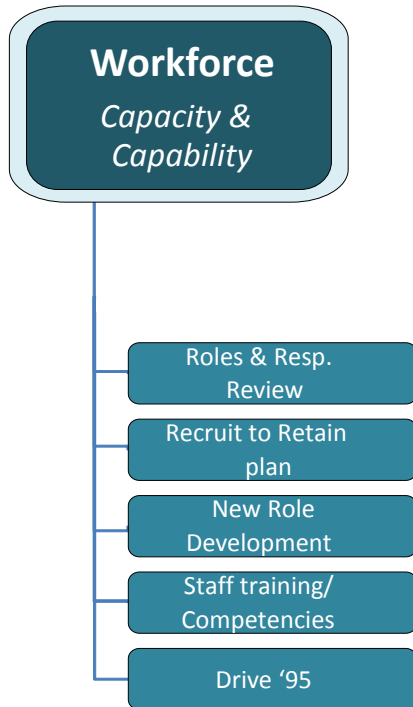 Workforce
Capacity &
Capability
Roles & Resp.
Review
Recruit to Retain
plan
New Role
Development
Staff training/
Competencies
Drive ‘95